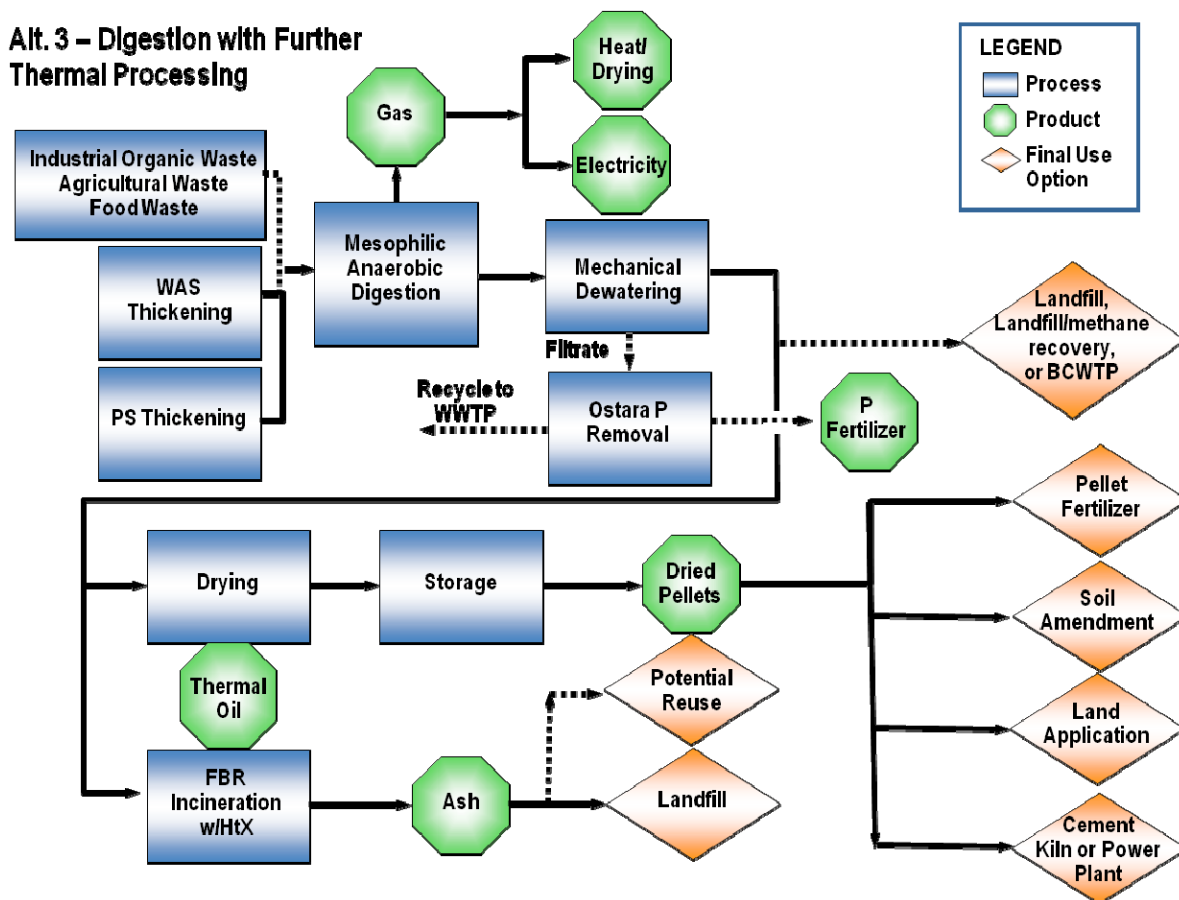 Alt. 3 – Digestion with Further
Thermal Processing
LEGEND
Process
Product
Final Use
Option
Heat/
Drying
Gas
Electricity
Industrial Organic Waste
Agricultural Waste
Food Waste
WAS
Thickening
PS Thickening
Mesophilic
Anaerobic
Digestion
Mechanical
Dewatering
Landfill,
Landfill/methane
recovery,
or BCWTP
Filtrate
Recycle to
WWTP
Ostara P
Removal
P
Fertilizer
Drying
Storage
Dried
Pellets
Pellet
Fertilizer
Soil
Amendment
Land
Application
Cement
Kiln or Power
Plant
Thermal
Oil
Potential
Reuse
FBR
Incineration
w/HtX
Ash
Landfill